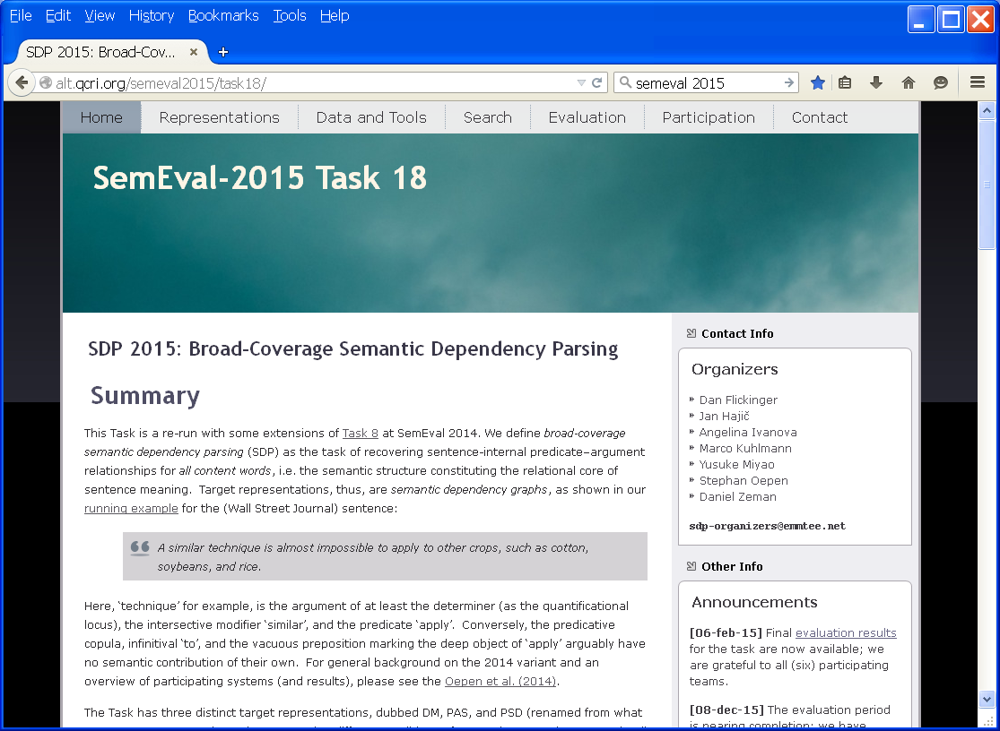 File Edit View History Bookmarks Tools Help
SDP 2015: Broad-Cov...
alt.qcri.org/semeval2015/task18/
semeval 2015
Home Representations Data and Tools Search Evaluation Participation Contact
SemEval-2015 Task 18
SDP 2015: Broad-Coverage Semantic Dependency Parsing
Summary
This Task is a re-run with some extensions of Task 8 at SemEval 2014. We define broad-coverage
semantic dependency parsing (SDP) as the task of recovering sentence-internal predicate–argument
relationships for all content words, i.e. the semantic structure constituting the relational core of
sentence meaning. Target representations, thus, are semantic dependency graphs, as shown in our
running example for the (Wall Street Journal) sentence:
A similar technique is almost impossible to apply to other crops, such as cotton,
soybeans, and rice.
Here, ‘technique’ for example, is the argument of at least the determiner (as the quantificational
locus), the intersective modifier ‘similar’, and the predicate ‘apply’. Conversely, the predicative
copula, infinitival ‘to’, and the vacuous preposition marking the deep object of ‘apply’ arguably have
no semantic contribution of their own. For general background on the 2014 variant and an
overview of participating systems (and results), please see the Oepen et al. (2014).
The Task has three distinct target representations, dubbed DM, PAS, and PSD (renamed from what
Contact Info
Organizers
Dan Flickinger
Jan Hajič
Angelina Ivanova
Marco Kuhlmann
Yusuke Miyao
Stephan Oepen
Daniel Zeman
sdp-organizers@emmtee.net
Other Info
Announcements
[06-feb-15] Final evaluation results
for the task are now available; we
are grateful to all (six) participating
teams.
[08-dec-15] The evaluation period
is nearing completion; we have